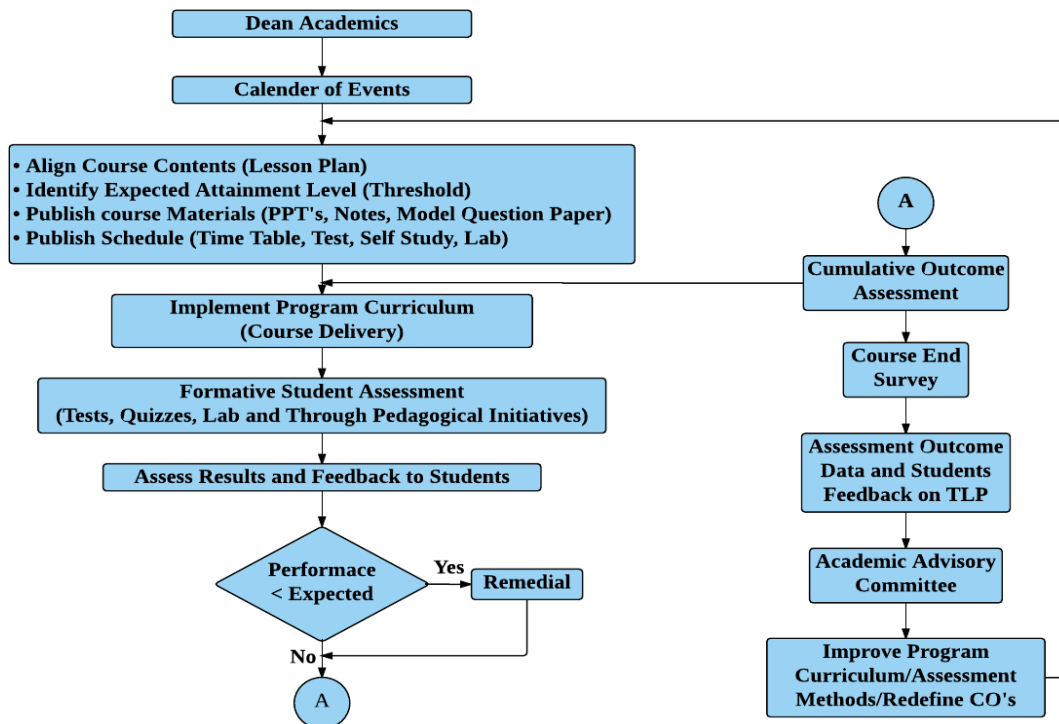 Dean Academics
Calender of Events
• Align Course Contents (Lesson Plan)
• Identify Expected Attainment Level (Threshold)
• Publish course Materials (PPT's, Notes, Model Question Paper)
• Publish Schedule (Time Table, Test, Self Study, Lab)
Implement Program Curriculum
(Course Delivery)
Formative Student Assessment
(Tests, Quizzes, Lab and Through Pedagogical Initiatives)
Assess Results and Feedback to Students
Performace
< Expected
Yes
Remedial
No
A
A
Cumulative Outcome
Assessment
Course End
Survey
Assessment Outcome
Data and Students
Feedback on TLP
Academic Advisory
Committee
Improve Program
Curriculum/Assessment
Methods/Redefine CO's